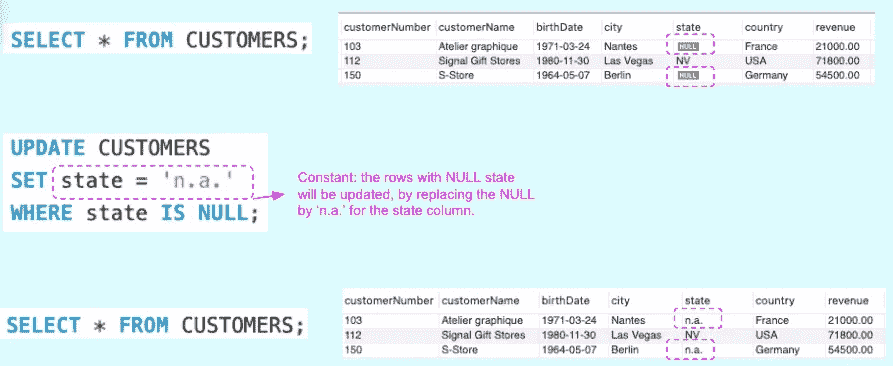 SELECT * FROM CUSTOMERS;
customerNumber customerName birthDate city state country revenue
103 Atelier graphique 1971-03-24 Nantes NULL France 21000.00
112 Signal Gift Stores 1980-11-30 Las Vegas NV USA 71800.00
150 S-Store 1964-05-07 Berlin NULL Germany 54500.00
UPDATE CUSTOMERS
SET state = 'n.a.'
WHERE state IS NULL;
Constant: the rows with NULL state
will be updated, by replacing the NULL
by 'n.a.' for the state column.
SELECT * FROM CUSTOMERS;
customerNumber customerName birthDate city state country revenue
103 Atelier graphique 1971-03-24 Nantes n.a. France 21000.00
112 Signal Gift Stores 1980-11-30 Las Vegas NV USA 71800.00
150 S-Store 1964-05-07 Berlin n.a. Germany 54500.00